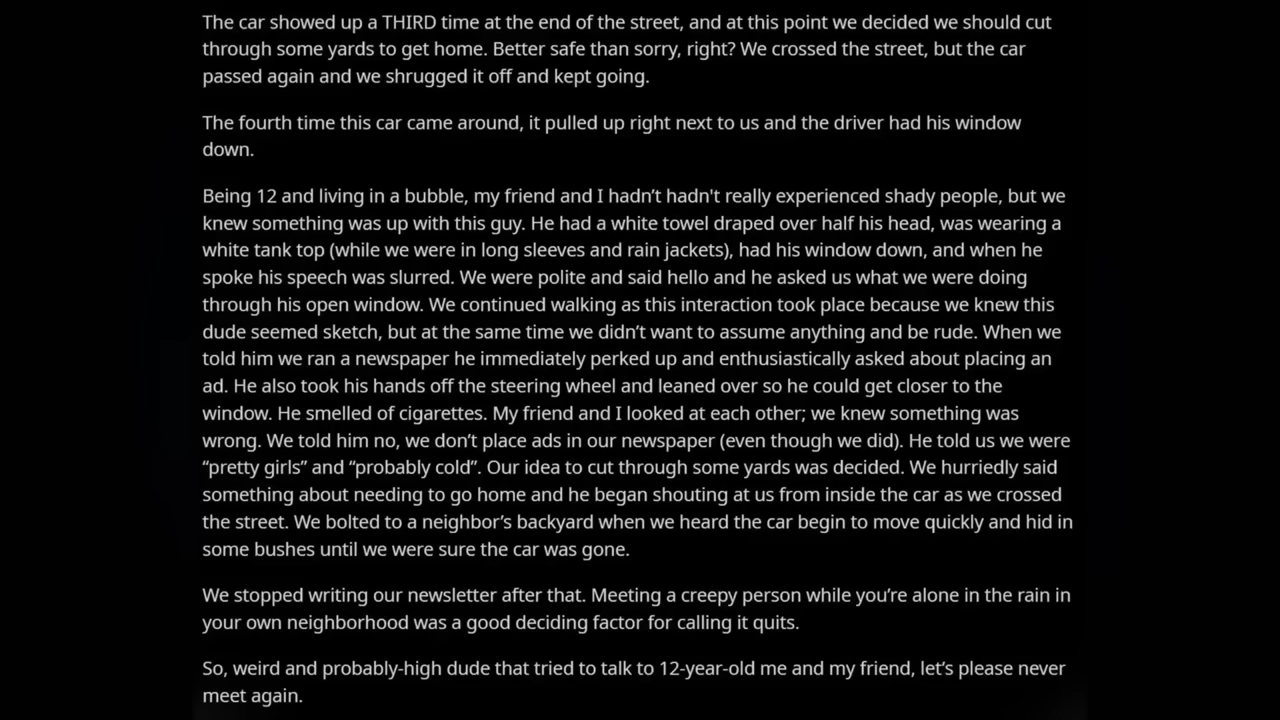 The car showed up a THIRD time at the end of the street, and at this point we decided we should cut
through some yards to get home. Better safe than sorry, right? We crossed the street, but the car
passed again and we shrugged it off and kept going.
The fourth time this car came around, it pulled up right next to us and the driver had his window
down.
Being 12 and living in a bubble, my friend and I hadn’t hadn't really experienced shady people, but we
knew something was up with this guy. He had a white towel draped over half his head, was wearing a
white tank top (while we were in long sleeves and rain jackets), had his window down, and when he
spoke his speech was slurred. We were polite and said hello and he asked us what we were doing
through his open window. We continued walking as this interaction took place because we knew this
dude seemed sketch, but at the same time we didn’t want to assume anything and be rude. When we
told him we ran a newspaper he immediately perked up and enthusiastically asked about placing an
ad. He also took his hands off the steering wheel and leaned over so he could get closer to the
window. He smelled of cigarettes. My friend and I looked at each other; we knew something was
wrong. We told him no, we don’t place ads in our newspaper (even though we did). He told us we were
“pretty girls” and “probably cold”. Our idea to cut through some yards was decided. We hurriedly said
something about needing to go home and he began shouting at us from inside the car as we crossed
the street. We bolted to a neighbor’s backyard when we heard the car begin to move quickly and hid in
some bushes until we were sure the car was gone.
We stopped writing our newsletter after that. Meeting a creepy person while you’re alone in the rain in
your own neighborhood was a good deciding factor for calling it quits.
So, weird and probably-high dude that tried to talk to 12-year-old me and my friend, let’s please never
meet again.